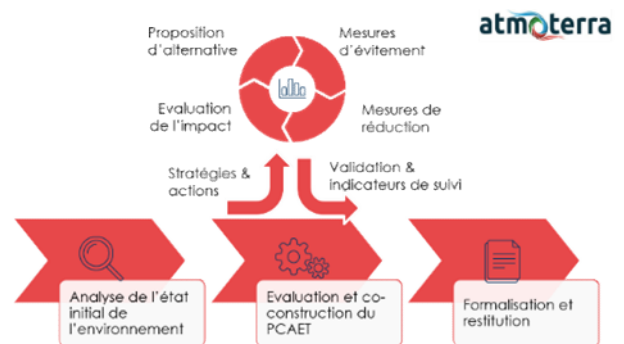 atmoterra
Proposition
d'alternative
Mesures
d'évitement
Evaluation
de l'impact
Mesures de
réduction
Stratégies &
actions
Validation &
indicateurs de suivi
Analyse de l'état
initial de
l'environnement
Evaluation et co-
construction du
PCAET
Formalisation et
restitution